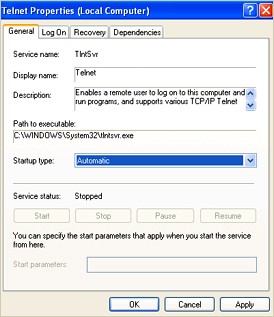 Telnet Properties (Local Computer)
General Log On Recovery Dependencies
Service name: TlntSvr
Display name: Telnet
Description: Enables a remote user to log on to this computer and
run programs, and supports various TCP/IP Telnet
Path to executable:
C:\WINDOWS\System32\tlntsvr.exe
Startup type: Automatic
Service status: Stopped
Start Stop Pause Resume
You can specify the start parameters that apply when you start the service
from here.
Start parameters:
OK Cancel Apply